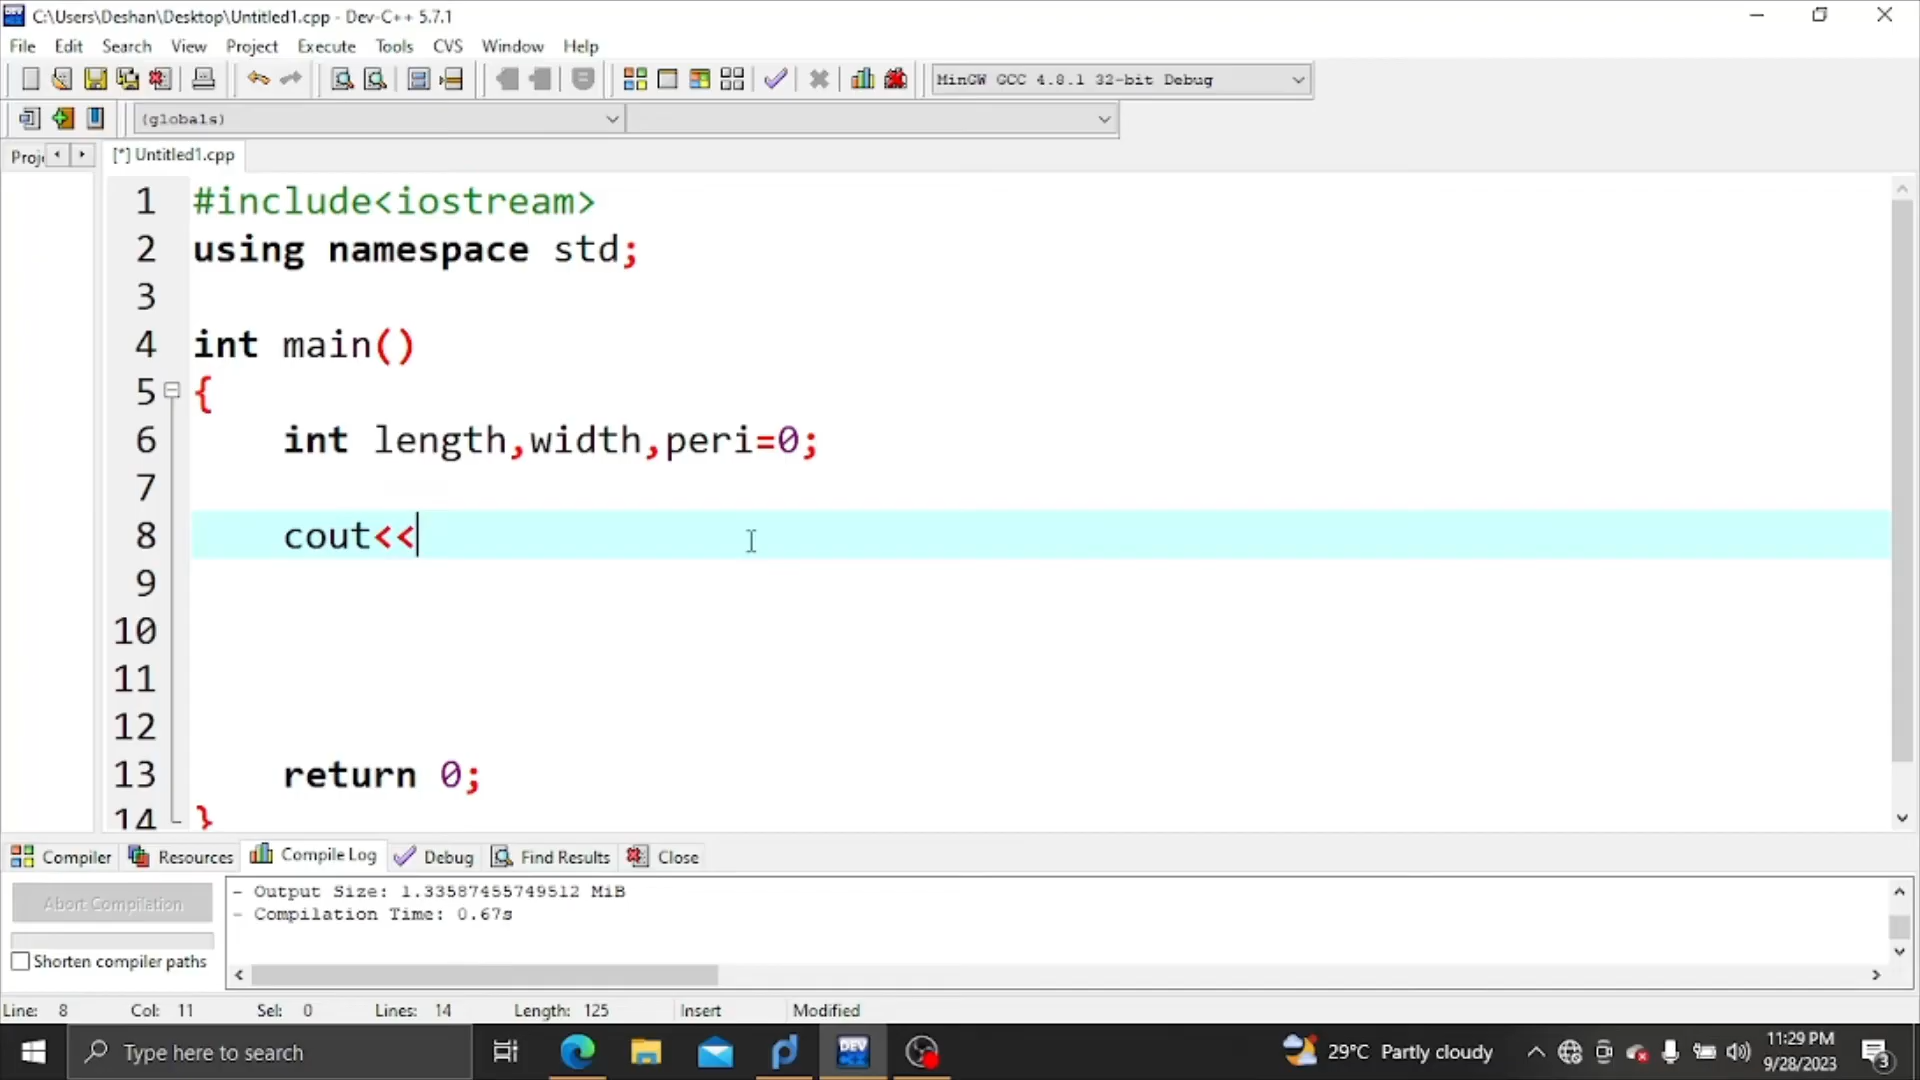 C:\Users\Deshan\Desktop\Untitled1.cpp - Dev-C++ 5.7.1
File Edit Search View Project Execute Tools CVS Window Help
MinGW GCC 4.8.1 32-bit Debug
(globals)
Proj
[*] Untitled1.cpp
1 #include<iostream>
2 using namespace std;
3
4 int main()
5 {
6 int length,width,peri=0;
7
8 cout<<
9
10
11
12
13 return 0;
14 }
Compiler Resources Compile Log Debug Find Results Close
Abort Compilation
- Output Size: 1.33587455749512 MiB
- Compilation Time: 0.67s
Shorten compiler paths
Line: 8 Col: 11 Sel: 0 Lines: 14 Length: 125 Insert Modified
Type here to search
DEV C++
29°C Partly cloudy
11:29 PM
9/28/2023
3